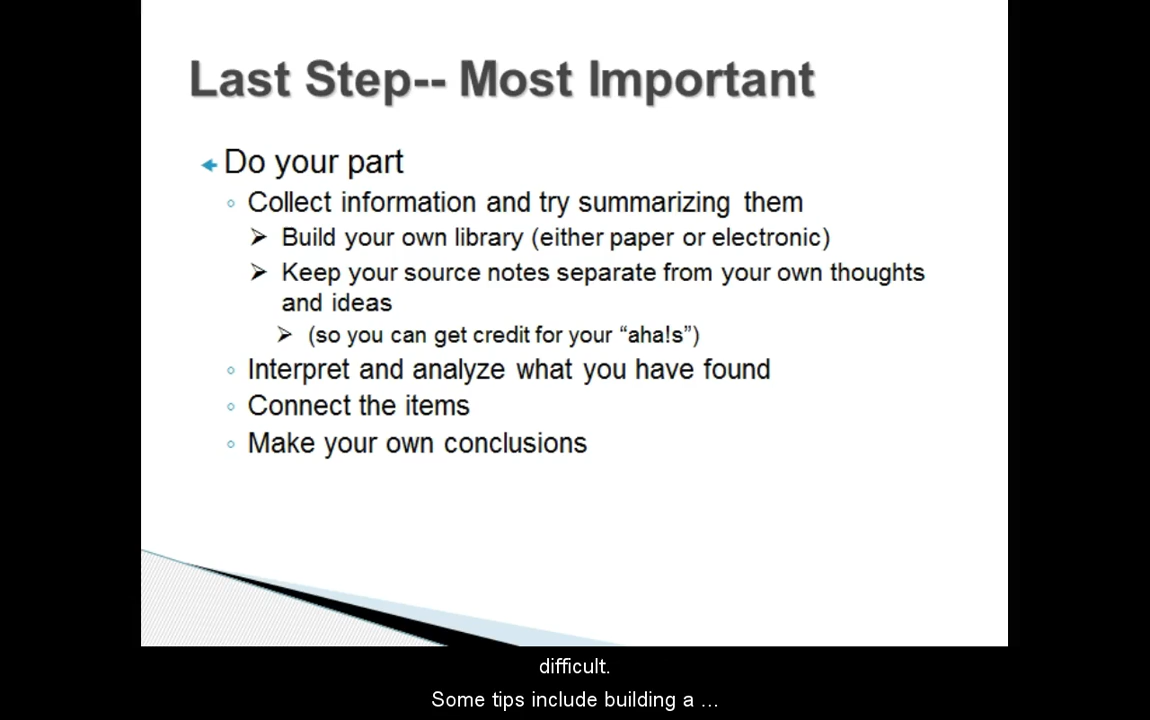 Last Step-- Most Important
Do your part
Collect information and try summarizing them
Build your own library (either paper or electronic)
Keep your source notes separate from your own thoughts
and ideas
(so you can get credit for your “aha!s”)
Interpret and analyze what you have found
Connect the items
Make your own conclusions
difficult.
Some tips include building a ...